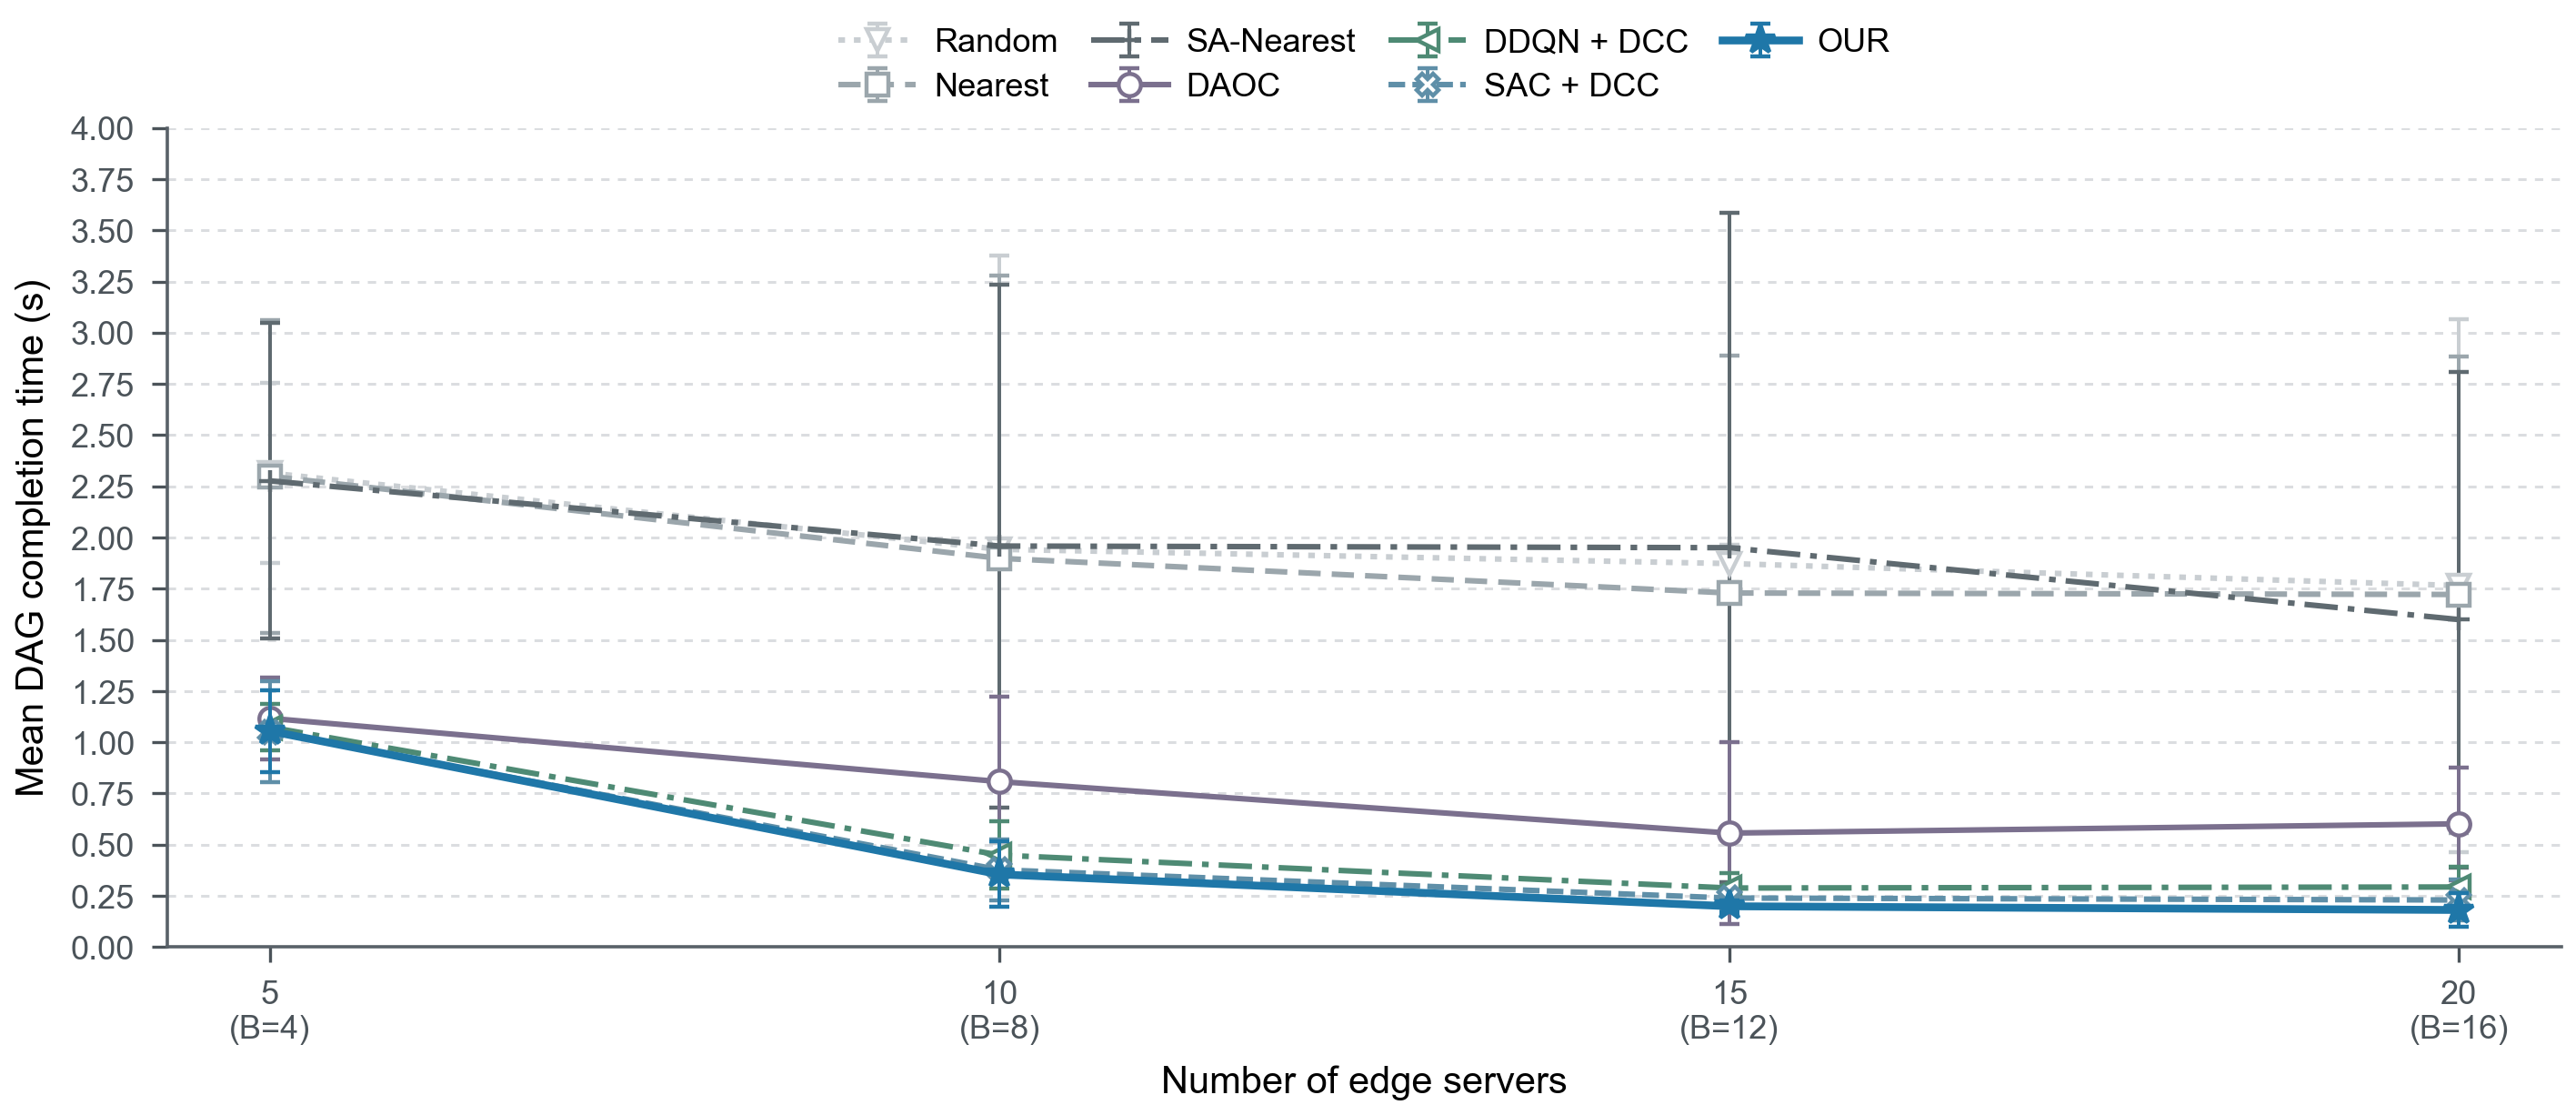 Random SA-Nearest DDQN + DCC OUR
Nearest DAOC SAC + DCC
4.00
3.75
3.50
3.25
3.00
2.75
2.50
2.25
2.00
1.75
1.50
1.25
1.00
0.75
0.50
0.25
0.00
Mean DAG completion time (s)
5 10 15 20
(B=4) (B=8) (B=12) (B=16)
Number of edge servers